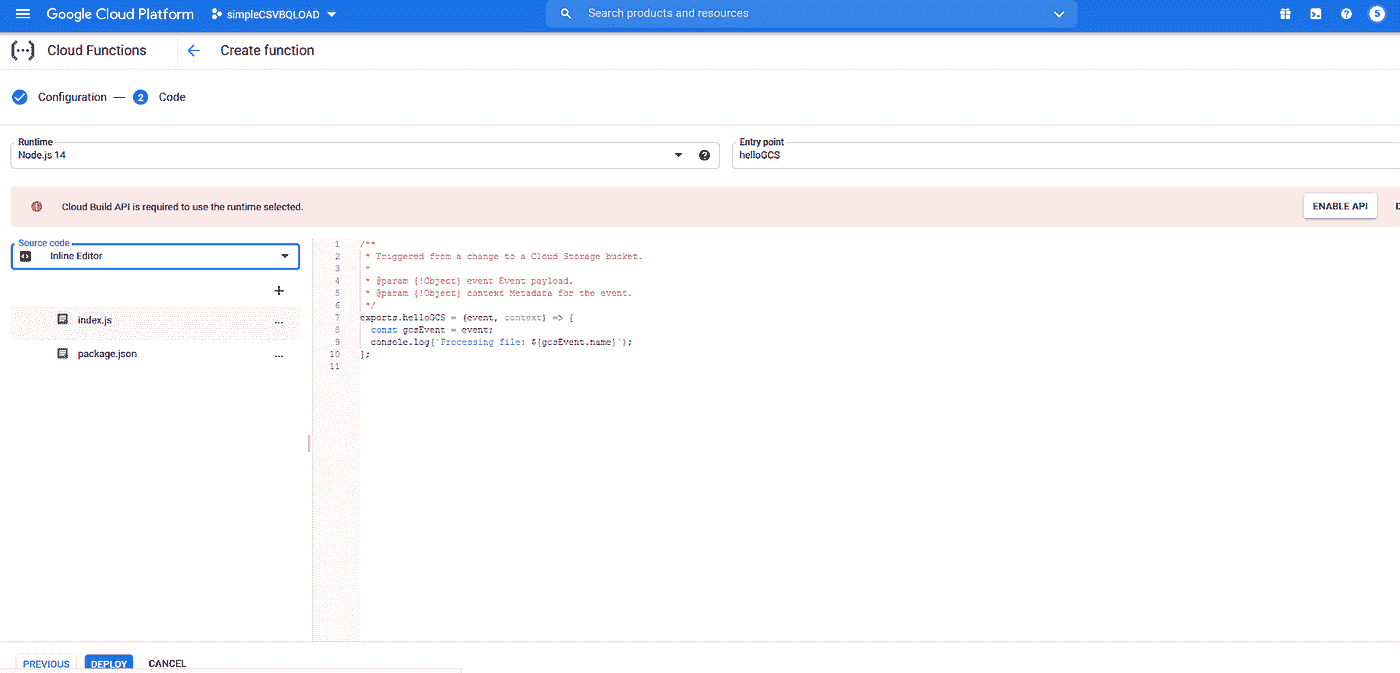 Google Cloud Platform simpleCSVBQLOAD Search products and resources 5
Cloud Functions Create function
Configuration — 2 Code
Runtime Entry point
Node.js 14 helloGCS
Cloud Build API is required to use the runtime selected. ENABLE API
Source code
Inline Editor
index.js ...
package.json ...
1 /**
2 * Triggered from a change to a Cloud Storage bucket.
3 *
4 * @param {!Object} event Event payload.
5 * @param {!Object} context Metadata for the event.
6 */
7 exports.helloGCS = (event, context) => {
8 const gcsEvent = event;
9 console.log(`Processing file: ${gcsEvent.name}`);
10 };
11
PREVIOUS DEPLOY CANCEL